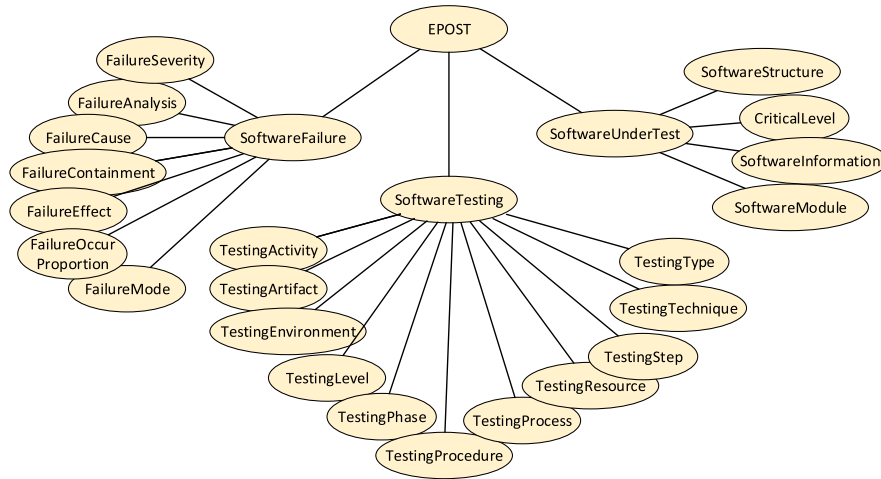 EPOST
FailureSeverity
SoftwareStructure
FailureAnalysis
CriticalLevel
FailureCause
SoftwareFailure
SoftwareUnderTest
SoftwareInformation
FailureContainment
SoftwareTesting
SoftwareModule
FailureEffect
FailureOccur
Proportion
FailureMode
TestingActivity
TestingType
TestingArtifact
TestingTechnique
TestingEnvironment
TestingStep
TestingLevel
TestingResource
TestingPhase
TestingProcess
TestingProcedure